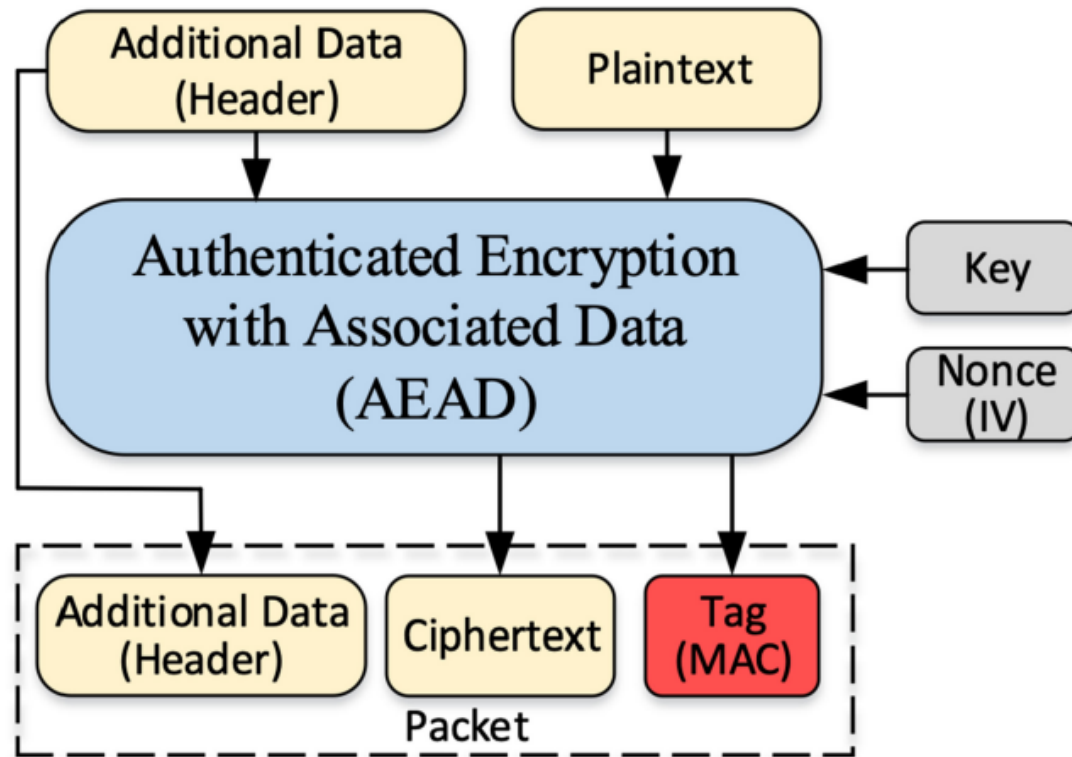 Additional Data
(Header)
Plaintext
Authenticated Encryption
with Associated Data
(AEAD)
Key
Nonce
(IV)
Additional Data
(Header)
Ciphertext
Tag
(MAC)
Packet